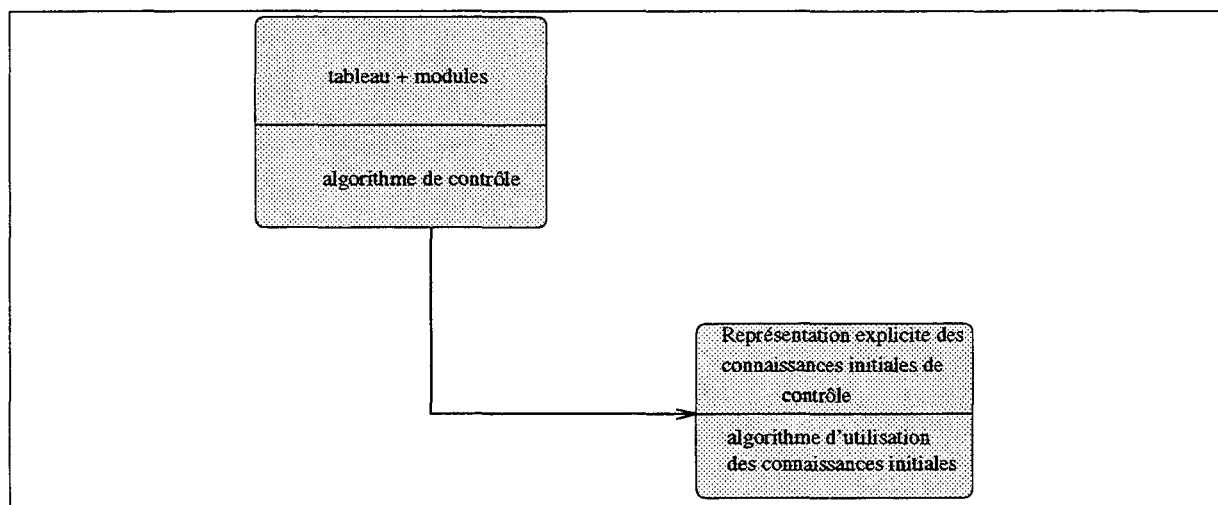 tableau + modules
algorithme de contrôle
Représentation explicite des
connaissances initiales de
contrôle
algorithme d'utilisation
des connaissances initiales